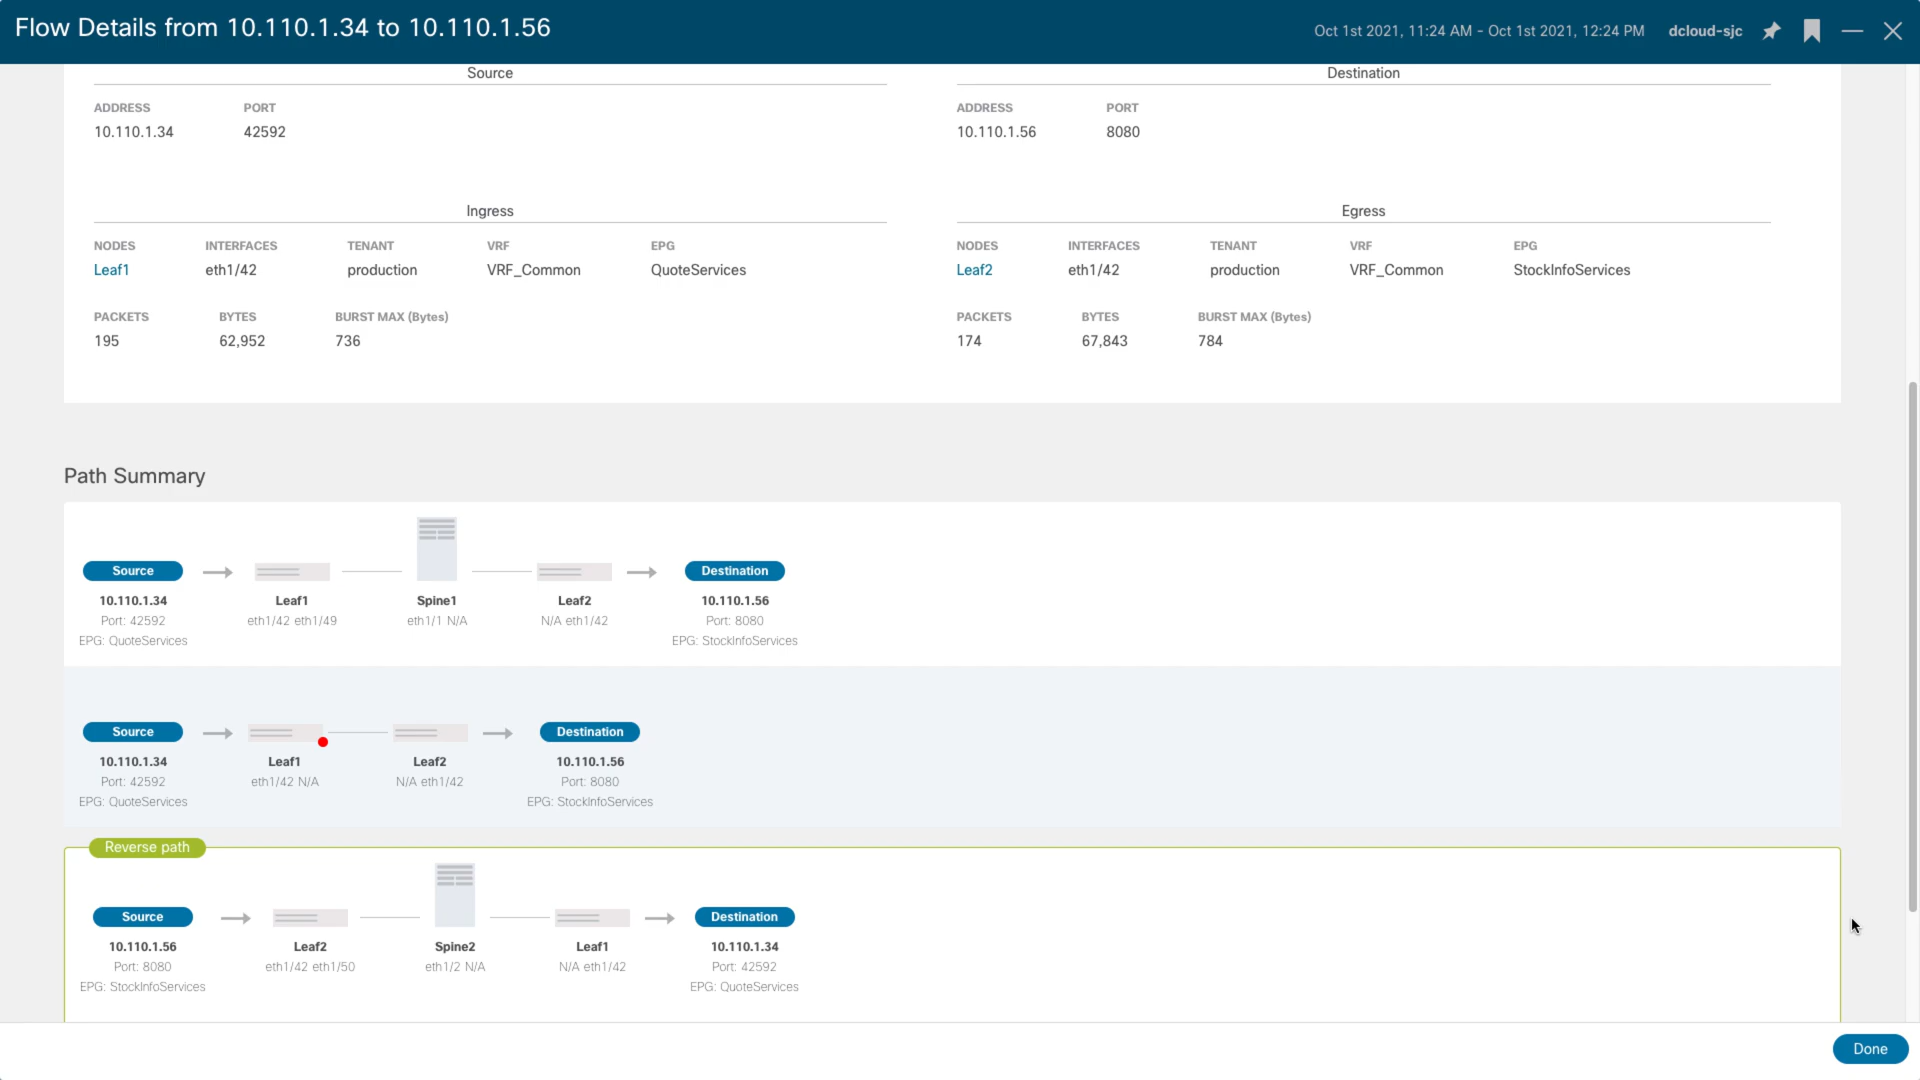 Flow Details from 10.110.1.34 to 10.110.1.56
Oct 1st 2021, 11:24 AM - Oct 1st 2021, 12:24 PM dcloud-sjc
Source Destination
ADDRESS PORT ADDRESS PORT
10.110.1.34 42592 10.110.1.56 8080
Ingress Egress
NODES INTERFACES TENANT VRF EPG NODES INTERFACES TENANT VRF EPG
Leaf1 eth1/42 production VRF_Common QuoteServices Leaf2 eth1/42 production VRF_Common StockInfoServices
PACKETS BYTES BURST MAX (Bytes) PACKETS BYTES BURST MAX (Bytes)
195 62,952 736 174 67,843 784
Path Summary
Source Destination
10.110.1.34 Leaf1 Spine1 Leaf2 10.110.1.56
Port: 42592 eth1/42 eth1/49 eth1/1 N/A N/A eth1/42 Port: 8080
EPG: QuoteServices EPG: StockInfoServices
Source Destination
10.110.1.34 Leaf1 Leaf2 10.110.1.56
Port: 42592 eth1/42 N/A N/A eth1/42 Port: 8080
EPG: QuoteServices EPG: StockInfoServices
Reverse path
Source Destination
10.110.1.56 Leaf2 Spine2 Leaf1 10.110.1.34
Port: 8080 eth1/42 eth1/50 eth1/2 N/A N/A eth1/42 Port: 42592
EPG: StockInfoServices EPG: QuoteServices
Done